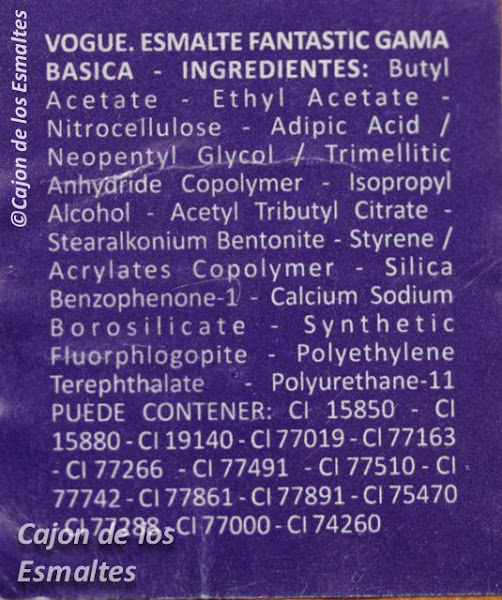 ©Cajon de los Esmaltes
VOGUE. ESMALTE FANTASTIC GAMA
BASICA - INGREDIENTES: Butyl
Acetate - Ethyl Acetate -
Nitrocellulose - Adipic Acid /
Neopentyl Glycol / Trimellitic
Anhydride Copolymer - Isopropyl
Alcohol - Acetyl Tributyl Citrate -
Stearalkonium Bentonite - Styrene /
Acrylates Copolymer - Silica
Benzophenone-1 - Calcium Sodium
Borosilicate - Synthetic
Fluorphlogopite - Polyethylene
Terephthalate - Polyurethane-11
PUEDE CONTENER: CI 15850 - CI
15880 - CI 19140 - CI 77019 - CI 77163
- CI 77266 - CI 77491 - CI 77510 - CI
77742 - CI 77861 - CI 77891 - CI 75470
- CI 77288 - CI 77000 - CI 74260
Cajon de los
Esmaltes